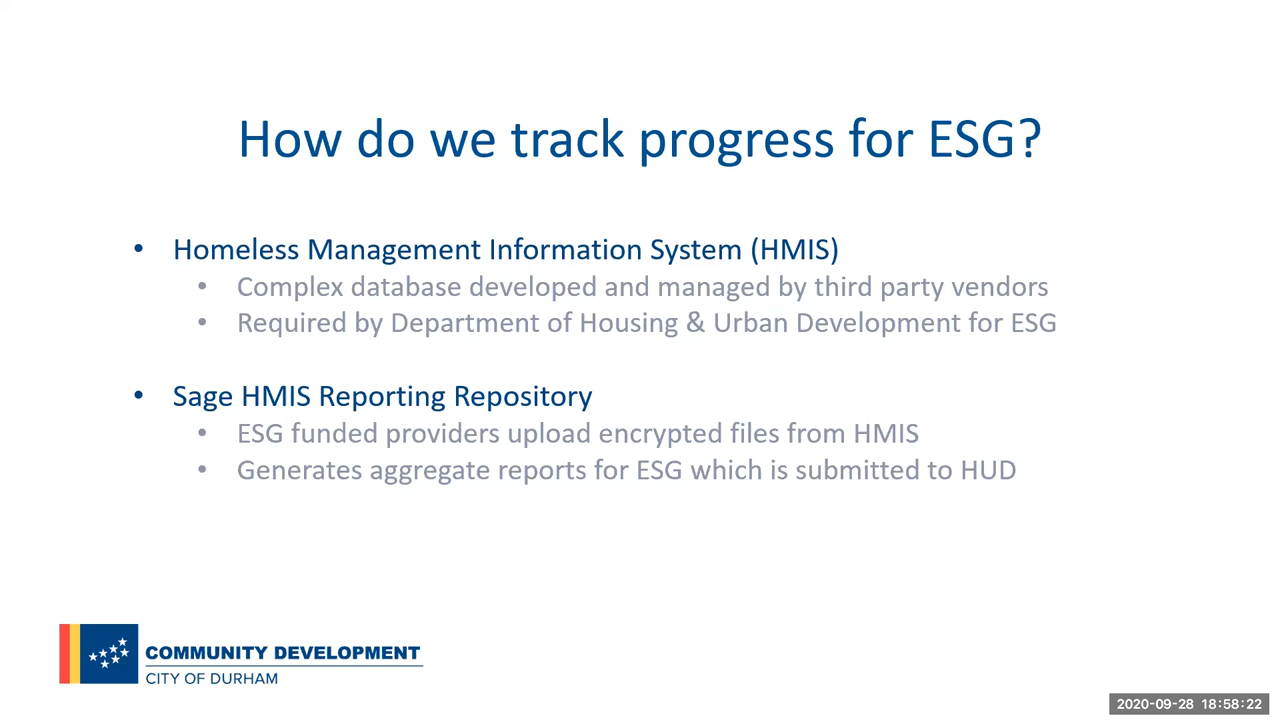 How do we track progress for ESG?
• Homeless Management Information System (HMIS)
• Complex database developed and managed by third party vendors
• Required by Department of Housing & Urban Development for ESG
• Sage HMIS Reporting Repository
• ESG funded providers upload encrypted files from HMIS
• Generates aggregate reports for ESG which is submitted to HUD
COMMUNITY DEVELOPMENT
CITY OF DURHAM
2020-09-28 18:58:22